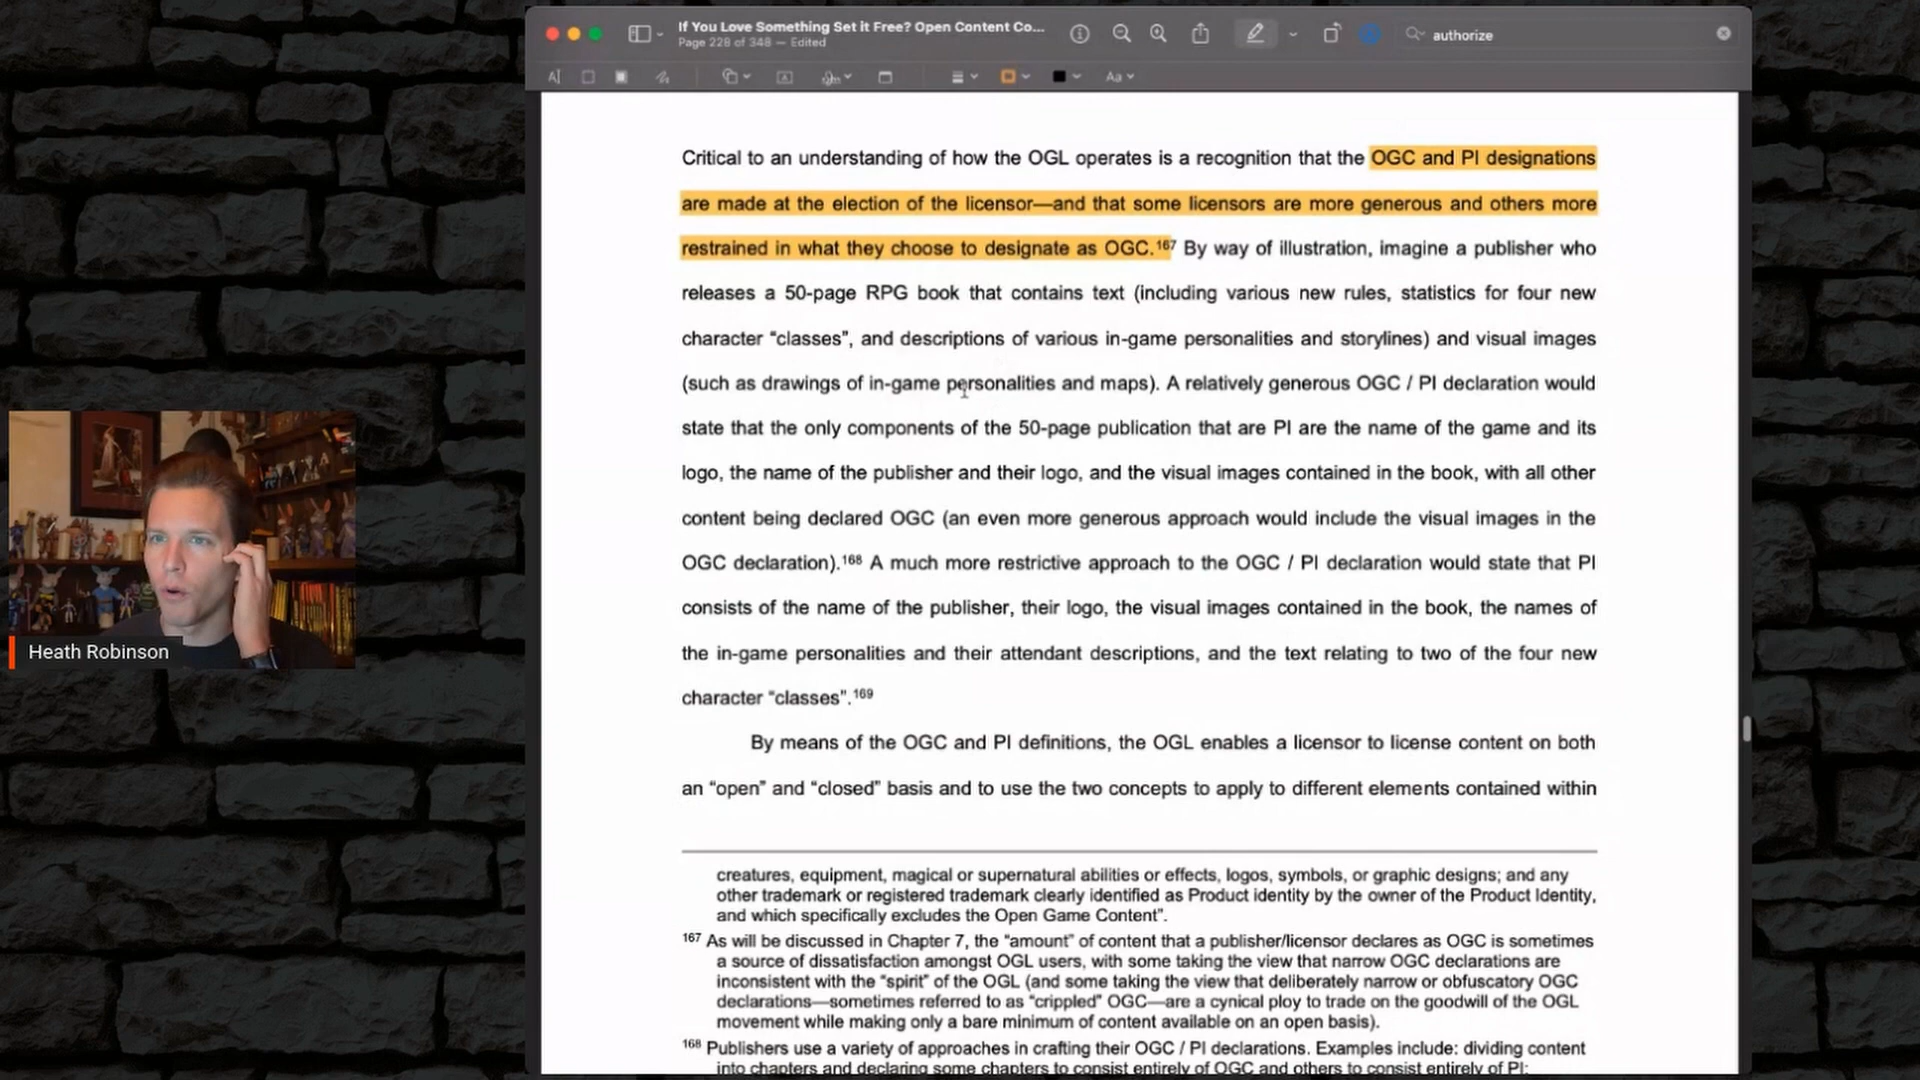 If You Love Something Set it Free? Open Content Co...
Page 228 of 348 — Edited
authorize
Aa
Critical to an understanding of how the OGL operates is a recognition that the OGC and PI designations
are made at the election of the licensor—and that some licensors are more generous and others more
restrained in what they choose to designate as OGC.167 By way of illustration, imagine a publisher who
releases a 50-page RPG book that contains text (including various new rules, statistics for four new
character “classes”, and descriptions of various in-game personalities and storylines) and visual images
(such as drawings of in-game personalities and maps). A relatively generous OGC / PI declaration would
state that the only components of the 50-page publication that are PI are the name of the game and its
logo, the name of the publisher and their logo, and the visual images contained in the book, with all other
content being declared OGC (an even more generous approach would include the visual images in the
OGC declaration).168 A much more restrictive approach to the OGC / PI declaration would state that PI
consists of the name of the publisher, their logo, the visual images contained in the book, the names of
the in-game personalities and their attendant descriptions, and the text relating to two of the four new
character “classes”.169
By means of the OGC and PI definitions, the OGL enables a licensor to license content on both
an “open” and “closed” basis and to use the two concepts to apply to different elements contained within
creatures, equipment, magical or supernatural abilities or effects, logos, symbols, or graphic designs; and any
other trademark or registered trademark clearly identified as Product identity by the owner of the Product Identity,
and which specifically excludes the Open Game Content”.
167 As will be discussed in Chapter 7, the “amount” of content that a publisher/licensor declares as OGC is sometimes
a source of dissatisfaction amongst OGL users, with some taking the view that narrow OGC declarations are
inconsistent with the “spirit” of the OGL (and some taking the view that deliberately narrow or obfuscatory OGC
declarations—sometimes referred to as “crippled” OGC—are a cynical ploy to trade on the goodwill of the OGL
movement while making only a bare minimum of content available on an open basis).
168 Publishers use a variety of approaches in crafting their OGC / PI declarations. Examples include: dividing content
into chapters and declaring some chapters to consist entirely of OGC and others to consist entirely of PI;
Heath Robinson